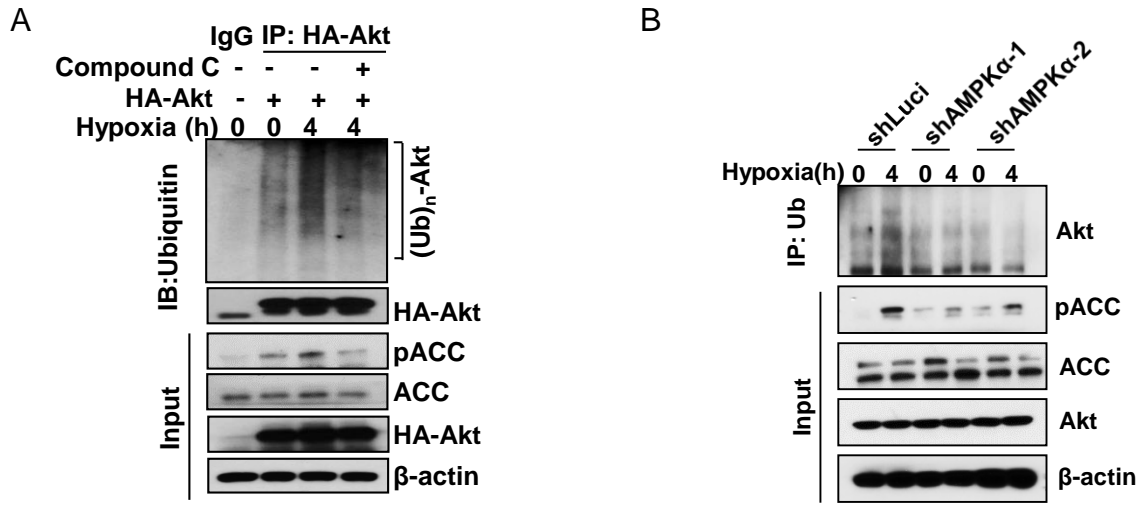 A
IgG IP: HA-Akt
Compound C - - - +
HA-Akt - + + +
Hypoxia (h) 0 0 4 4
IB:Ubiquitin
(Ub)n-Akt
HA-Akt
Input
pACC
ACC
HA-Akt
β-actin
B
shLuci shAMPKα-1 shAMPKα-2
Hypoxia(h) 0 4 0 4 0 4
IP: Ub
Akt
Input
pACC
ACC
Akt
β-actin